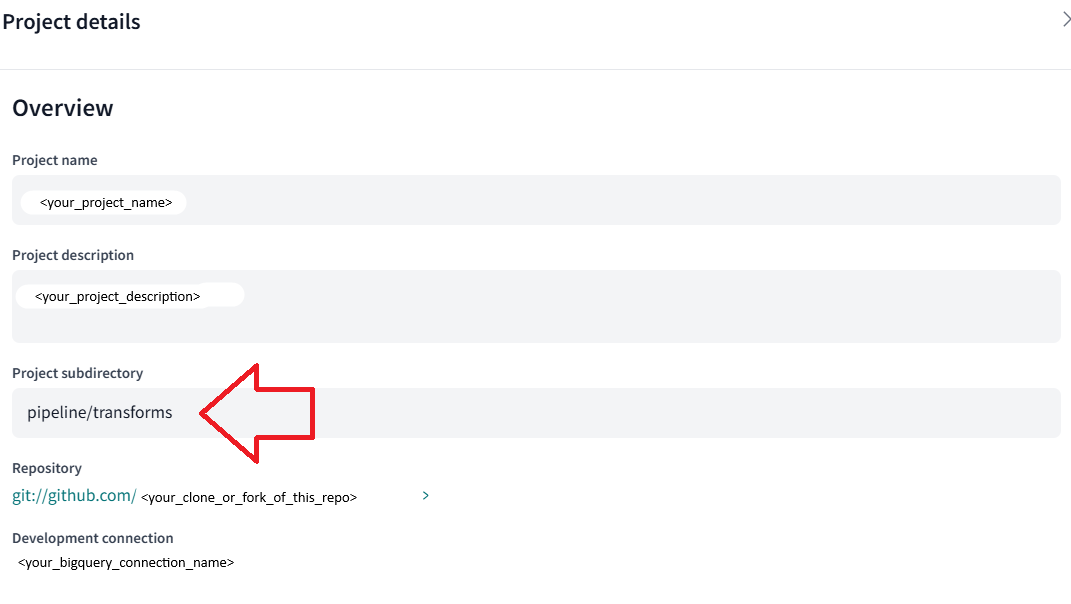 Project details
Overview
Project name
<your_project_name>
Project description
<your_project_description>
Project subdirectory
pipeline/transforms
Repository
git://github.com/ <your_clone_or_fork_of_this_repo>
Development connection
<your_bigquery_connection_name>